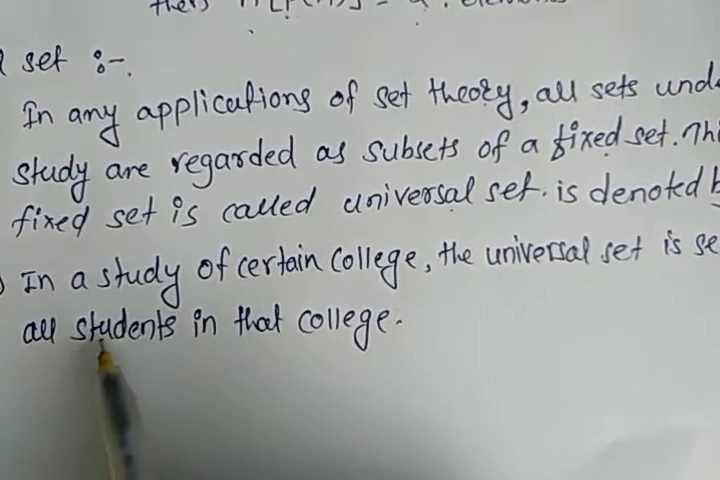 set :-
In any applications of set theory, all sets und
study are regarded as subsets of a fixed set. Thi
fixed set is called universal set. is denoted b
In a study of certain college, the universal set is se
all students in that college.